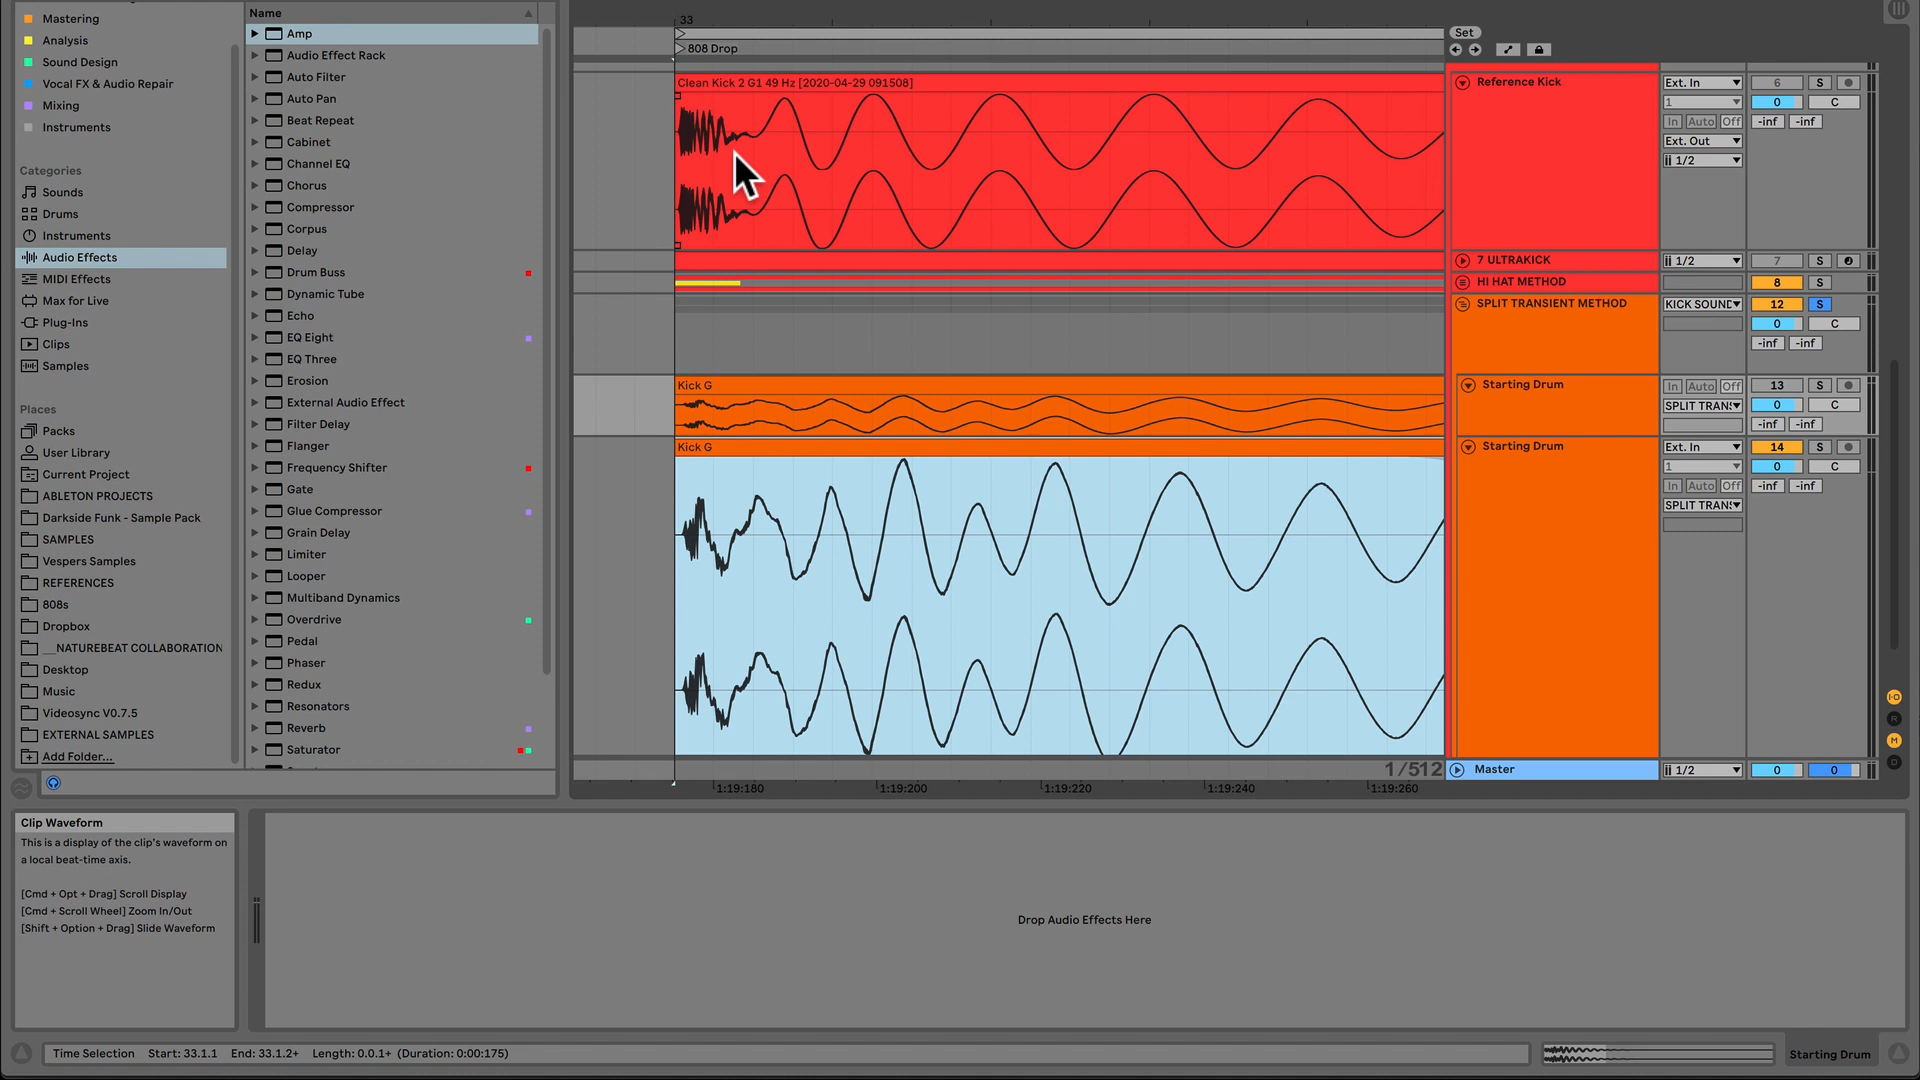 Mastering
Analysis
Sound Design
Vocal FX & Audio Repair
Mixing
Instruments
Categories
Sounds
Drums
Instruments
Audio Effects
MIDI Effects
Max for Live
Plug-Ins
Clips
Samples
Places
Packs
User Library
Current Project
ABLETON PROJECTS
Darkside Funk - Sample Pack
SAMPLES
Vespers Samples
REFERENCES
808s
Dropbox
__NATUREBEAT COLLABORATION
Desktop
Music
Videosync V0.7.5
EXTERNAL SAMPLES
Add Folder...
Name
Amp
Audio Effect Rack
Auto Filter
Auto Pan
Beat Repeat
Cabinet
Channel EQ
Chorus
Compressor
Corpus
Delay
Drum Buss
Dynamic Tube
Echo
EQ Eight
EQ Three
Erosion
External Audio Effect
Filter Delay
Flanger
Frequency Shifter
Gate
Glue Compressor
Grain Delay
Limiter
Looper
Multiband Dynamics
Overdrive
Pedal
Phaser
Redux
Resonators
Reverb
Saturator
33
808 Drop
Set
Clean Kick 2 G1 49 Hz [2020-04-29 091508]
Reference Kick
Ext. In
6
S
1
0
C
In Auto Off
-inf -inf
Ext. Out
1/2
7 ULTRAKICK
1/2
7
S
HI HAT METHOD
8
S
SPLIT TRANSIENT METHOD
KICK SOUND
12
S
0
C
-inf -inf
Kick G
Starting Drum
In Auto Off
13
S
SPLIT TRANS
0
C
-inf -inf
Kick G
Starting Drum
Ext. In
14
S
1
0
C
In Auto Off
-inf -inf
SPLIT TRANS
1/512
Master
1/2
0
0
1:19:180
1:19:200
1:19:220
1:19:240
1:19:260
I·O
R
M
D
Clip Waveform
This is a display of the clip's waveform on
a local beat-time axis.
[Cmd + Opt + Drag] Scroll Display
[Cmd + Scroll Wheel] Zoom In/Out
[Shift + Option + Drag] Slide Waveform
Drop Audio Effects Here
Time Selection Start: 33.1.1 End: 33.1.2+ Length: 0.0.1+ (Duration: 0:00:175)
Starting Drum